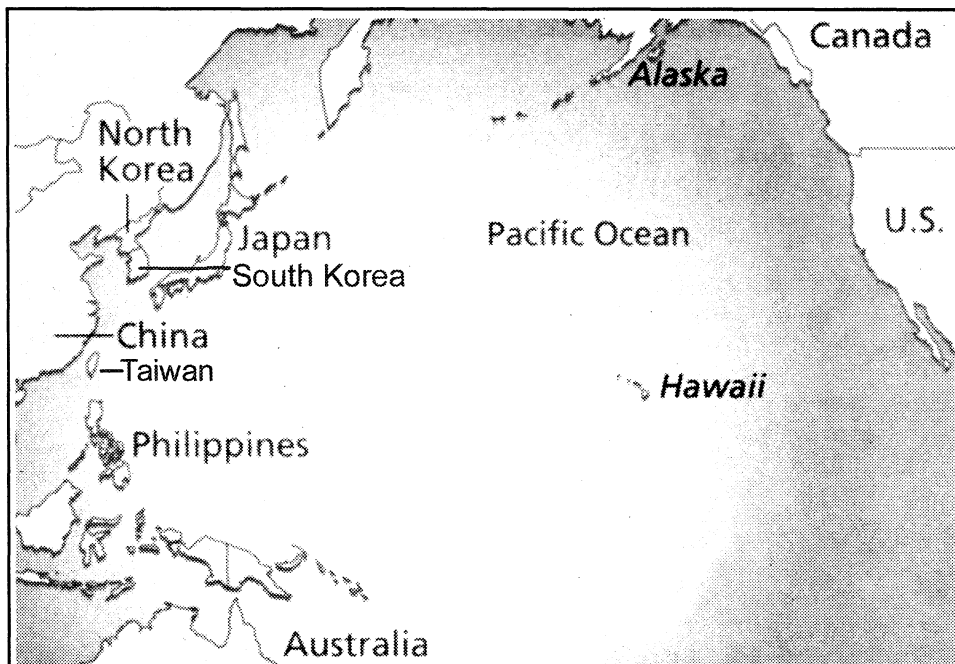 Canada
Alaska
North
Korea
Japan
Pacific Ocean
U.S.
South Korea
China
Taiwan
Hawaii
Philippines
Australia